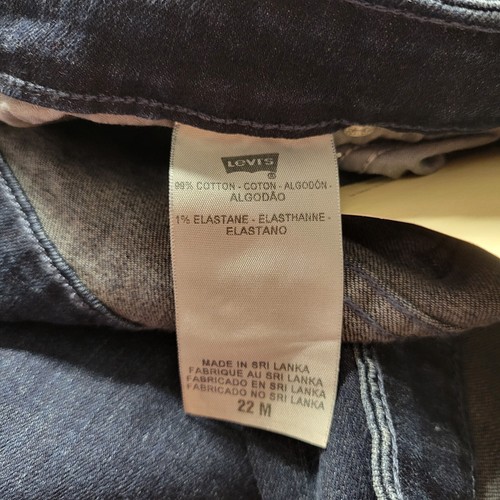 Levi's
®
99% COTTON - COTON - ALGODÓN -
ALGODÃO
1% ELASTANE - ELASTHANNE -
ELASTANO
MADE IN SRI LANKA
FABRIQUE AU SRI LANKA
FABRICADO EN SRI LANKA
FABRICADO NO SRI LANKA
22 M